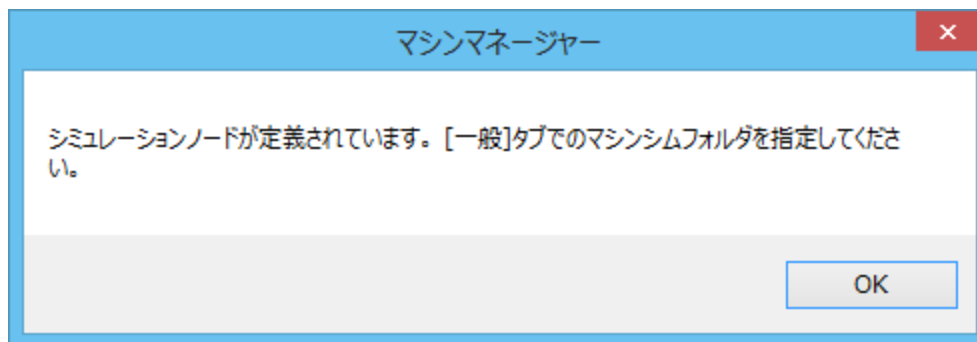 マシンマネージャー
シミュレーションノードが定義されています。[一般]タブでのマシンシムフォルダを指定してくださ
い。
OK